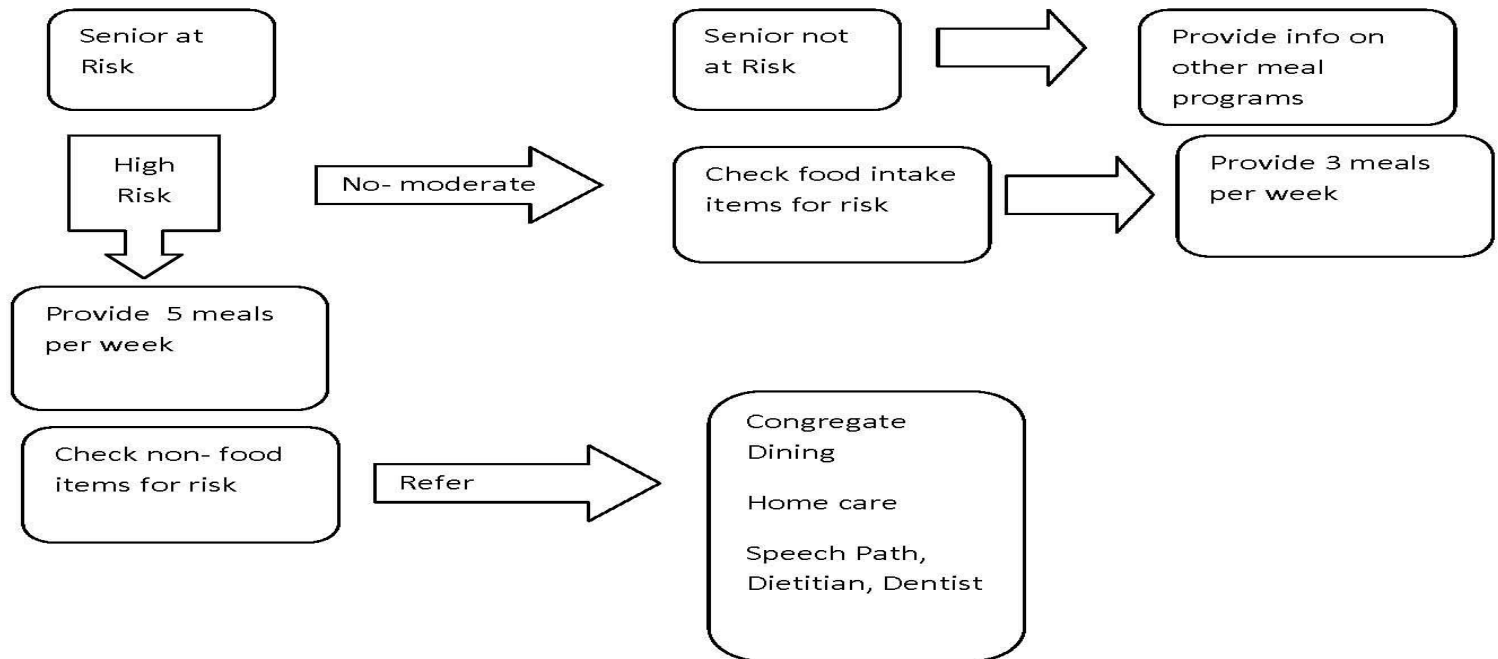 Senior at
Risk
Senior not
at Risk
Provide info on
other meal
programs
High
Risk
No- moderate
Check food intake
items for risk
Provide 3 meals
per week
Provide  5 meals
per week
Check non- food
items for risk
Refer
Congregate
Dining
Home care
Speech Path,
Dietitian, Dentist